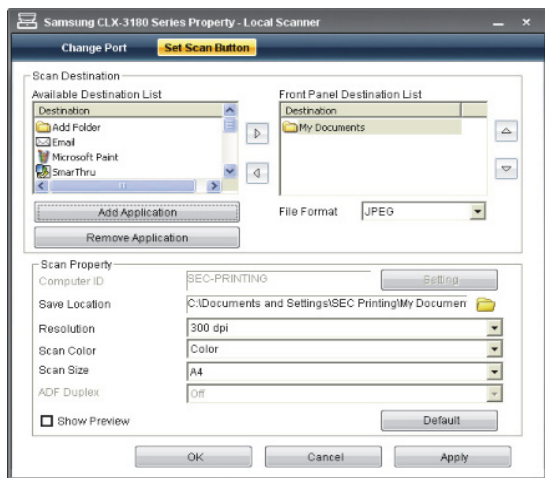 Samsung CLX-3180 Series Property - Local Scanner
Change Port Set Scan Button
Scan Destination
Available Destination List Front Panel Destination List
Destination Destination
Add Folder My Documents
Email
Microsoft Paint
SmarThru
Add Application File Format JPEG
Remove Application
Scan Property
Computer ID SEC-PRINTING Setting
Save Location C:\Documents and Settings\SEC Printing\My Documen
Resolution 300 dpi
Scan Color Color
Scan Size A4
ADF Duplex Off
Show Preview Default
OK Cancel Apply